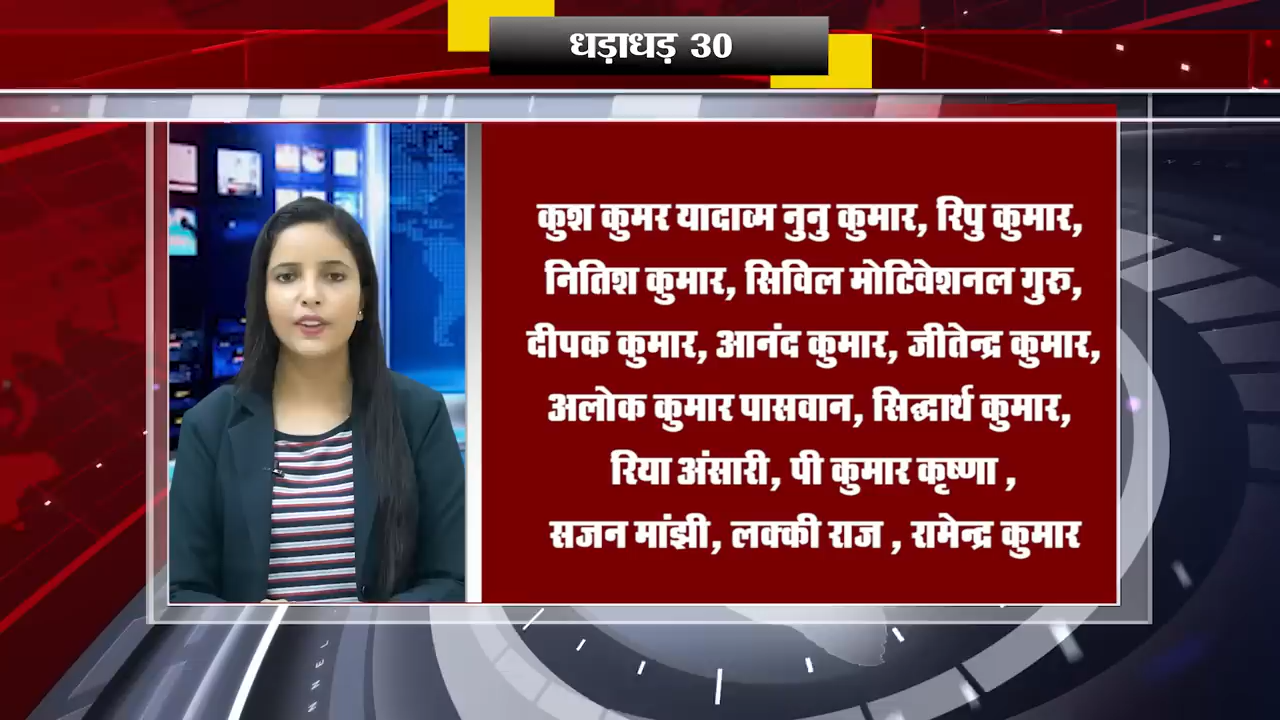 धड़ाधड़ 30
कुश कुमर यादाव्म नुनु कुमार, रिपु कुमार,
नितिश कुमार, सिविल मोटिवेशनल गुरु,
दीपक कुमार, आनंद कुमार, जीतेन्द्र कुमार,
अलोक कुमार पासवान, सिद्धार्थ कुमार,
रिया अंसारी, पी कुमार कृष्णा ,
सजन मांझी, लक्की राज , रामेन्द्र कुमार